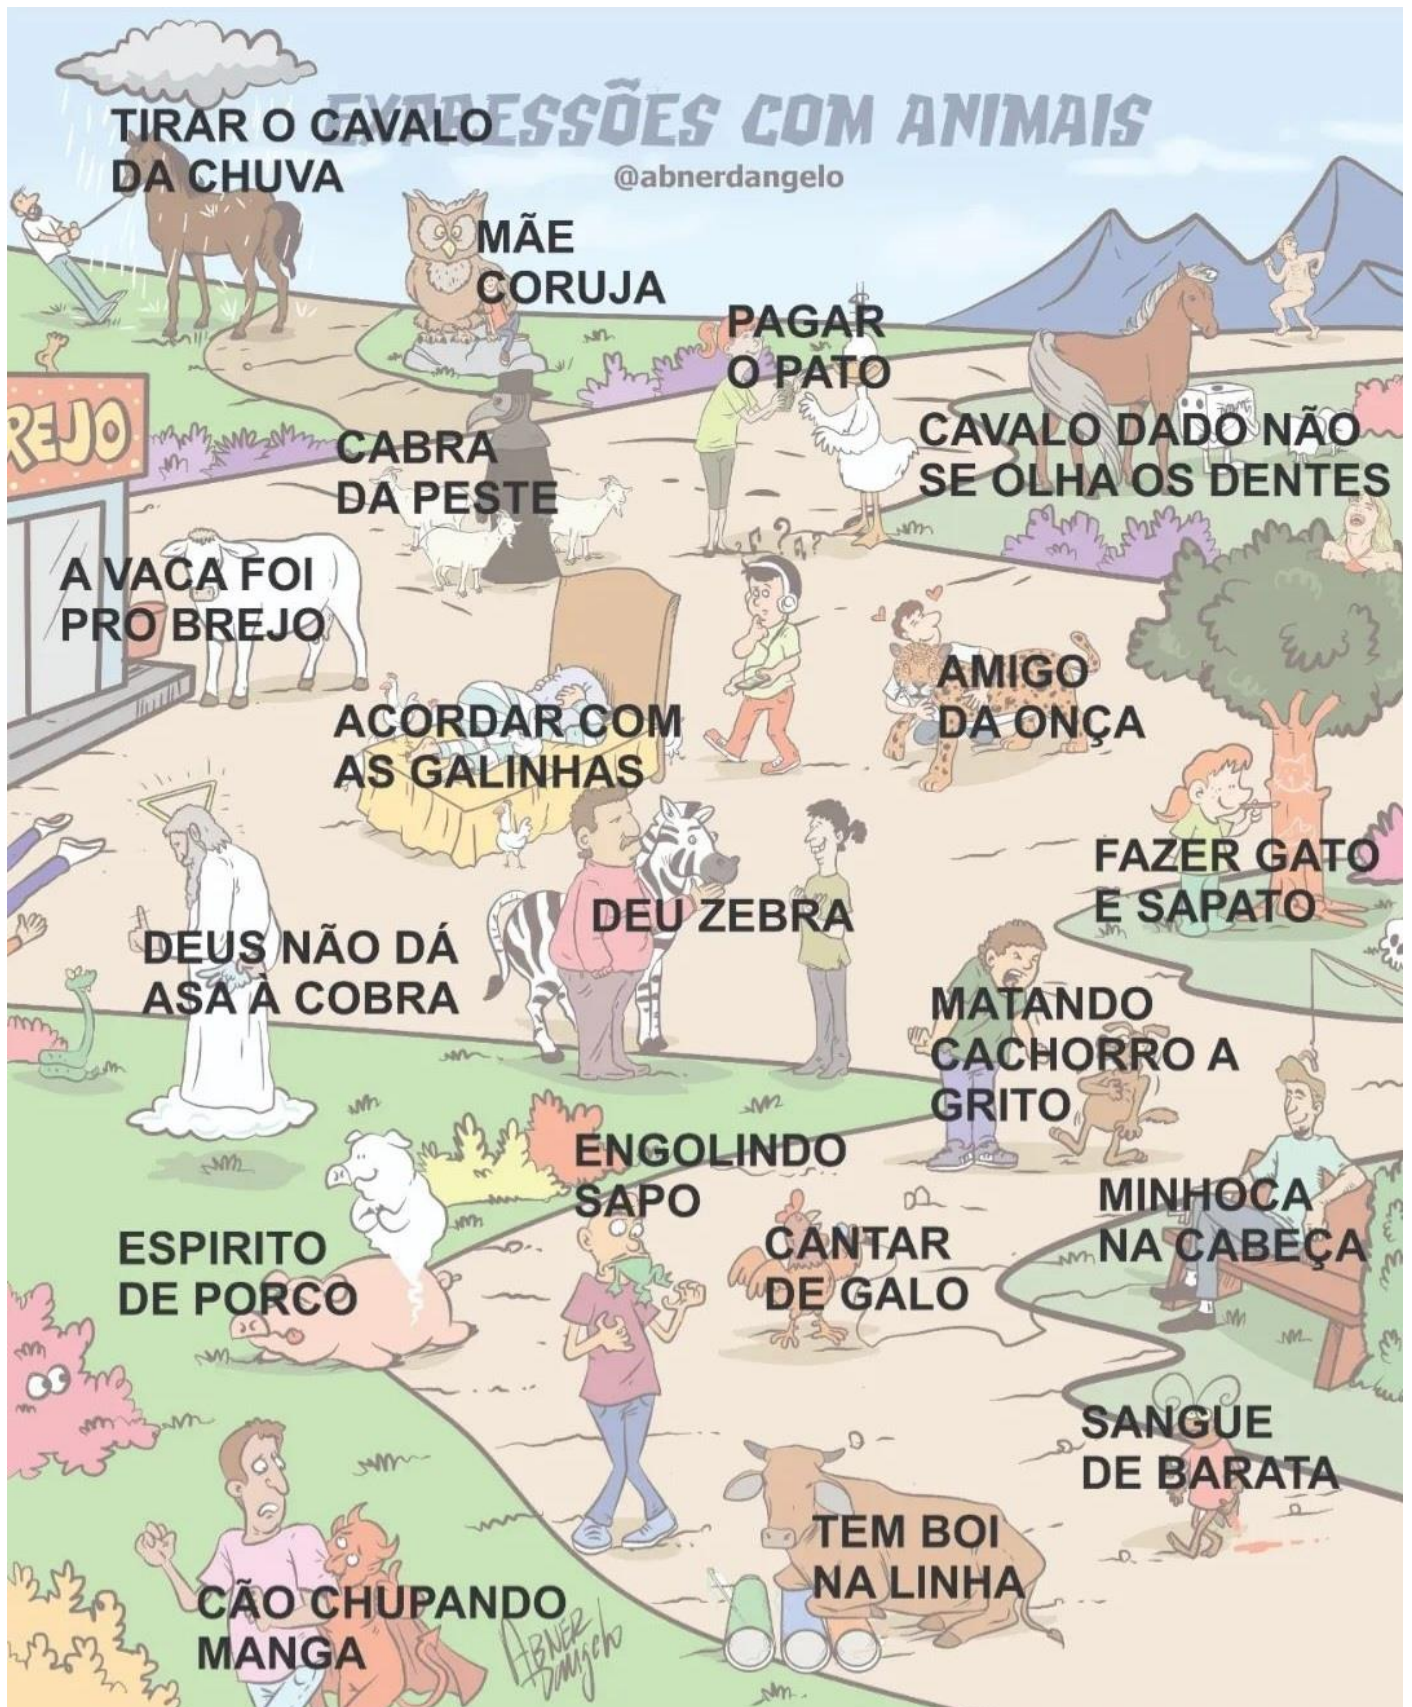 EXPRESSÕES COM ANIMAIS
@abnerdangelo
TIRAR O CAVALO
DA CHUVA
MÃE
CORUJA
PAGAR
O PATO
CAVALO DADO NÃO
SE OLHA OS DENTES
REJO
CABRA
DA PESTE
A VACA FOI
PRO BREJO
AMIGO
DA ONÇA
ACORDAR COM
AS GALINHAS
FAZER GATO
E SAPATO
DEU ZEBRA
DEUS NÃO DÁ
ASA À COBRA
MATANDO
CACHORRO A
GRITO
ENGOLINDO
SAPO
MINHOCA
NA CABEÇA
CANTAR
DE GALO
ESPIRITO
DE PORCO
SANGUE
DE BARATA
TEM BOI
NA LINHA
CÃO CHUPANDO
MANGA
ABNER
Dangelo